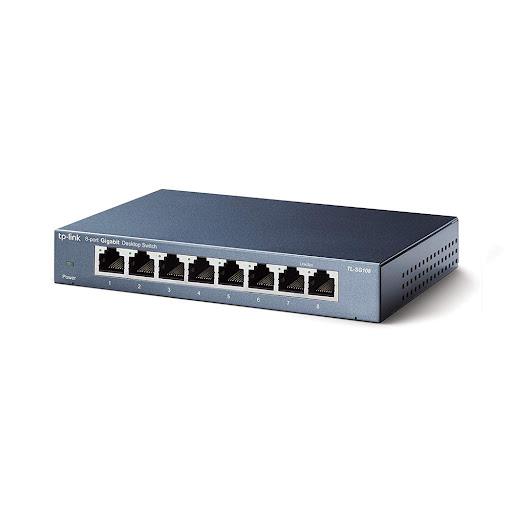 tp-link 8-port Gigabit Desktop Switch
TL-SG108
Power
1 2 3 4 5 6 7 8